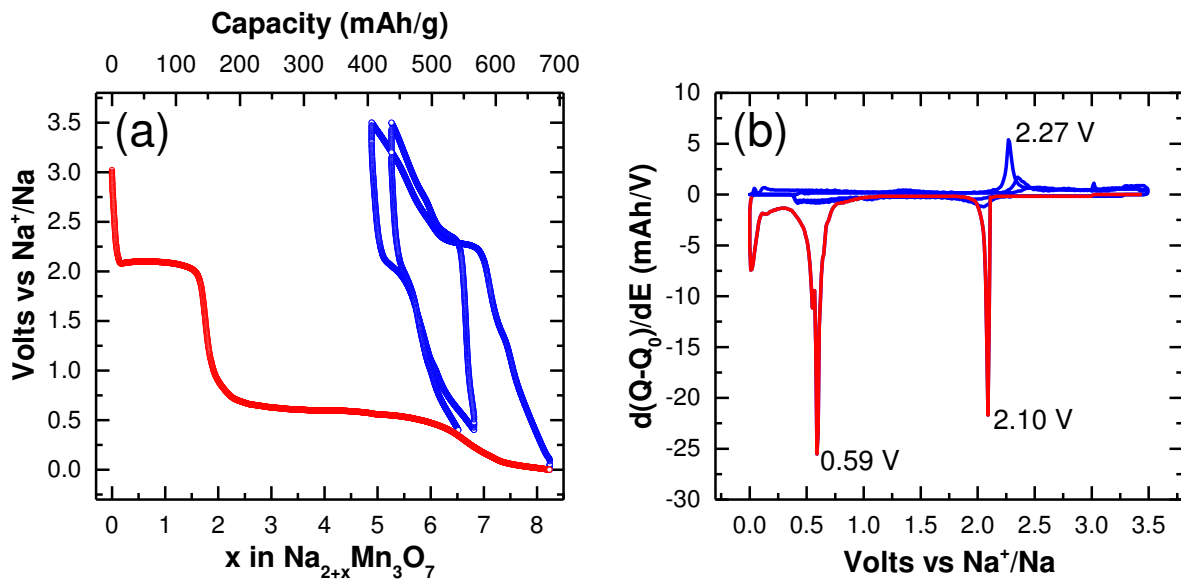 Capacity (mAh/g)
0 100 200 300 400 500 600 700
(a)
Volts vs Na⁺/Na
3.5
3.0
2.5
2.0
1.5
1.0
0.5
0.0
0 1 2 3 4 5 6 7 8
x in Na₂₊ₓMn₃O₇
(b)
d(Q-Q₀)/dE (mAh/V)
10
5
0
-5
-10
-15
-20
-25
-30
2.27 V
2.10 V
0.59 V
0.0 0.5 1.0 1.5 2.0 2.5 3.0 3.5
Volts vs Na⁺/Na